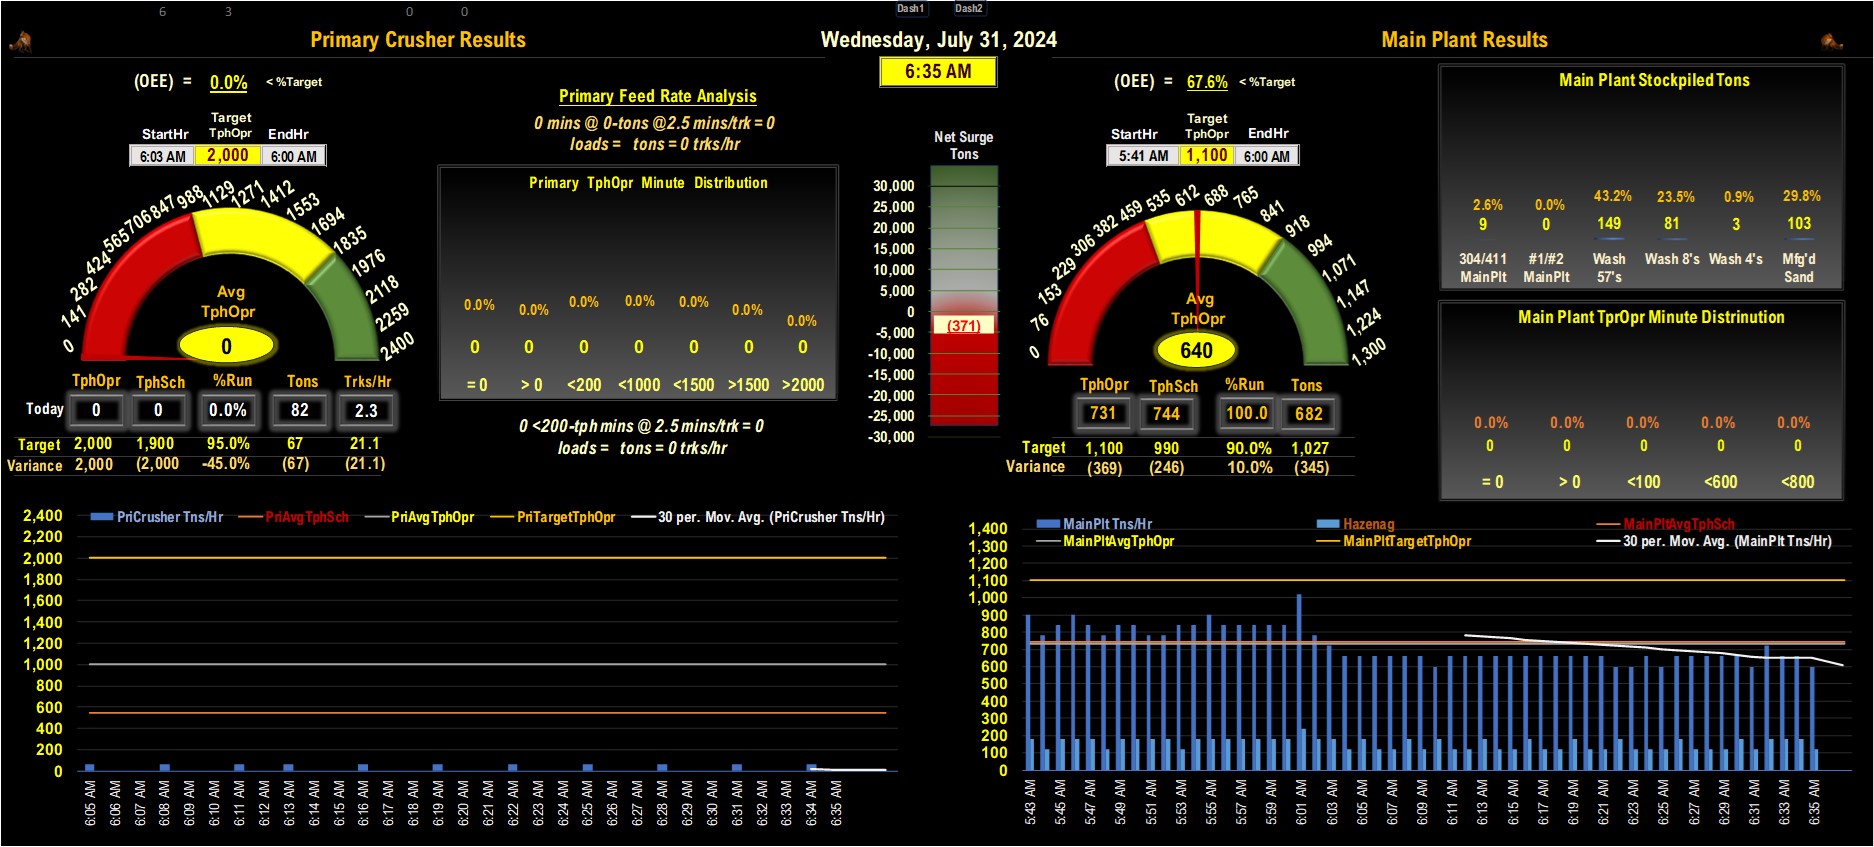 6 3 0 0 Dash1 Dash2
Primary Crusher Results
Wednesday, July 31, 2024
Main Plant Results
6:35 AM
(OEE) = 0.0% < %Target
Target
StartHr TphOpr EndHr
6:03 AM 2,000 6:00 AM
0 141 282 424 565 706 847 988 1129 1271 1412 1553 1694 1835 1976 2118 2259 2400
Avg
TphOpr
0
TphOpr TphSch %Run Tons Trks/Hr
Today 0 0 0.0% 82 2.3
Target 2,000 1,900 95.0% 67 21.1
Variance 2,000 (2,000 -45.0% (67) (21.1)
Primary Feed Rate Analysis
0 mins @ 0-tons @2.5 mins/trk = 0
loads = tons = 0 trks/hr
Primary TphOpr Minute Distribution
0.0% 0.0% 0.0% 0.0% 0.0% 0.0% 0.0%
0 0 0 0 0 0 0
= 0 > 0 <200 <1000 <1500 >1500 >2000
0 <200-tph mins @ 2.5 mins/trk = 0
loads = tons = 0 trks/hr
Net Surge
Tons
30,000
25,000
20,000
15,000
10,000
5,000
0
(371)
-5,000
-10,000
-15,000
-20,000
-25,000
-30,000
(OEE) = 67.6% < %Target
Target
StartHr TphOpr EndHr
5:41 AM 1,100 6:00 AM
0 76 153 229 306 382 459 535 612 688 765 841 918 994 1,071 1,147 1,224 1,300
Avg
TphOpr
640
TphOpr TphSch %Run Tons
731 744 100.0 682
Target 1,100 990 90.0% 1,027
Variance (369) (246) 10.0% (345)
Main Plant Stockpiled Tons
2.6% 0.0% 43.2% 23.5% 0.9% 29.8%
9 0 149 81 3 103
304/411 #1/#2 Wash Wash 8's Wash 4's Mfg'd
MainPlt MainPlt 57's Sand
Main Plant TprOpr Minute Distrinution
0.0% 0.0% 0.0% 0.0% 0.0%
0 0 0 0 0
= 0 > 0 <100 <600 <800
PriCrusher Tns/Hr PriAvgTphSch PriAvgTphOpr PriTargetTphOpr 30 per. Mov. Avg. (PriCrusher Tns/Hr)
2,400
2,200
2,000
1,800
1,600
1,400
1,200
1,000
800
600
400
200
0
6:05 AM 6:06 AM 6:07 AM 6:10 AM 6:11 AM 6:12 AM 6:13 AM 6:14 AM 6:15 AM 6:16 AM 6:17 AM 6:18 AM 6:19 AM 6:20 AM 6:21 AM 6:22 AM 6:23 AM 6:24 AM 6:25 AM 6:26 AM 6:27 AM 6:28 AM 6:29 AM 6:30 AM 6:31 AM 6:32 AM 6:33 AM 6:34 AM 6:35 AM
MainPlt Tns/Hr Hazenag MainPltAvgTphSch
MainPltAvgTphOpr MainPltTargetTphOpr 30 per. Mov. Avg. (MainPlt Tns/Hr)
1,400
1,300
1,200
1,100
1,000
900
800
700
600
500
400
300
200
100
0
5:43 AM 5:45 AM 5:47 AM 5:49 AM 5:51 AM 5:53 AM 5:55 AM 5:57 AM 5:59 AM 6:01 AM 6:03 AM 6:05 AM 6:07 AM 6:09 AM 6:11 AM 6:13 AM 6:15 AM 6:17 AM 6:19 AM 6:21 AM 6:23 AM 6:25 AM 6:27 AM 6:29 AM 6:31 AM 6:33 AM 6:35 AM